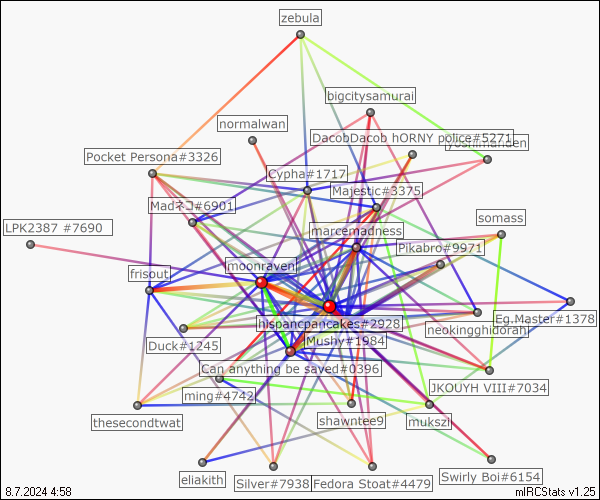 zebula
bigcitysamurai
normalwan
DacobDacob hORNY police#5271
Pocket Persona#3326
Cypha#1717
Majestic#3375
Madネコ#6901
somass
LPK2387 #7690
marcemadness
Pikabro#9971
moonraven
frisout
Eg.Master#1378
hispancpancakes#2928
neokingghidorah
Duck#1245
Mushy#1984
Can anything be saved#0396
JKOUYH VIII#7034
ming#4742
thesecondtwat
shawntee9
mukszi
eliakith
Silver#7938
Fedora Stoat#4479
Swirly Boi#6154
8.7.2024 4:58
mIRCStats v1.25